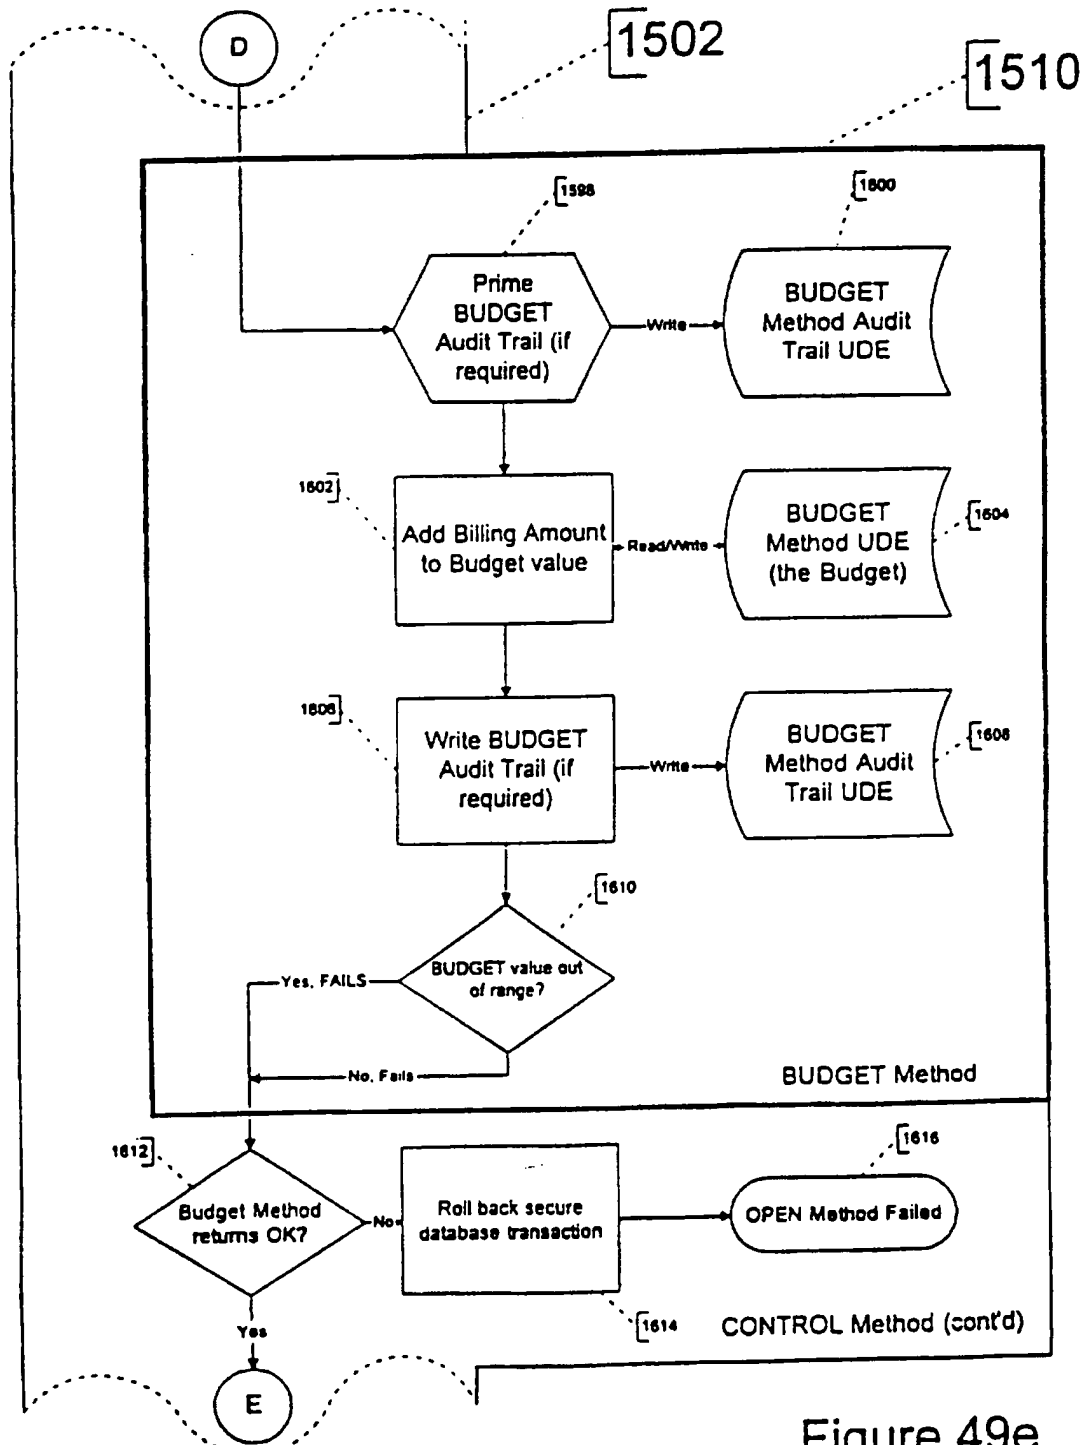 D
1502
1510
1598
1600
Prime
BUDGET
Audit Trail (if
required)
Write
BUDGET
Method Audit
Trail UDE
1602
Add Billing Amount
to Budget value
Read/Write
BUDGET
Method UDE
(the Budget)
1604
1606
Write BUDGET
Audit Trail (if
required)
Write
BUDGET
Method Audit
Trail UDE
1608
1610
BUDGET value out
of range?
Yes, FAILS
No, Fails
BUDGET Method
1612
Budget Method
returns OK?
No
Roll back secure
database transaction
1616
OPEN Method Failed
1614
CONTROL Method (cont'd)
Yes
E
Figure 49e